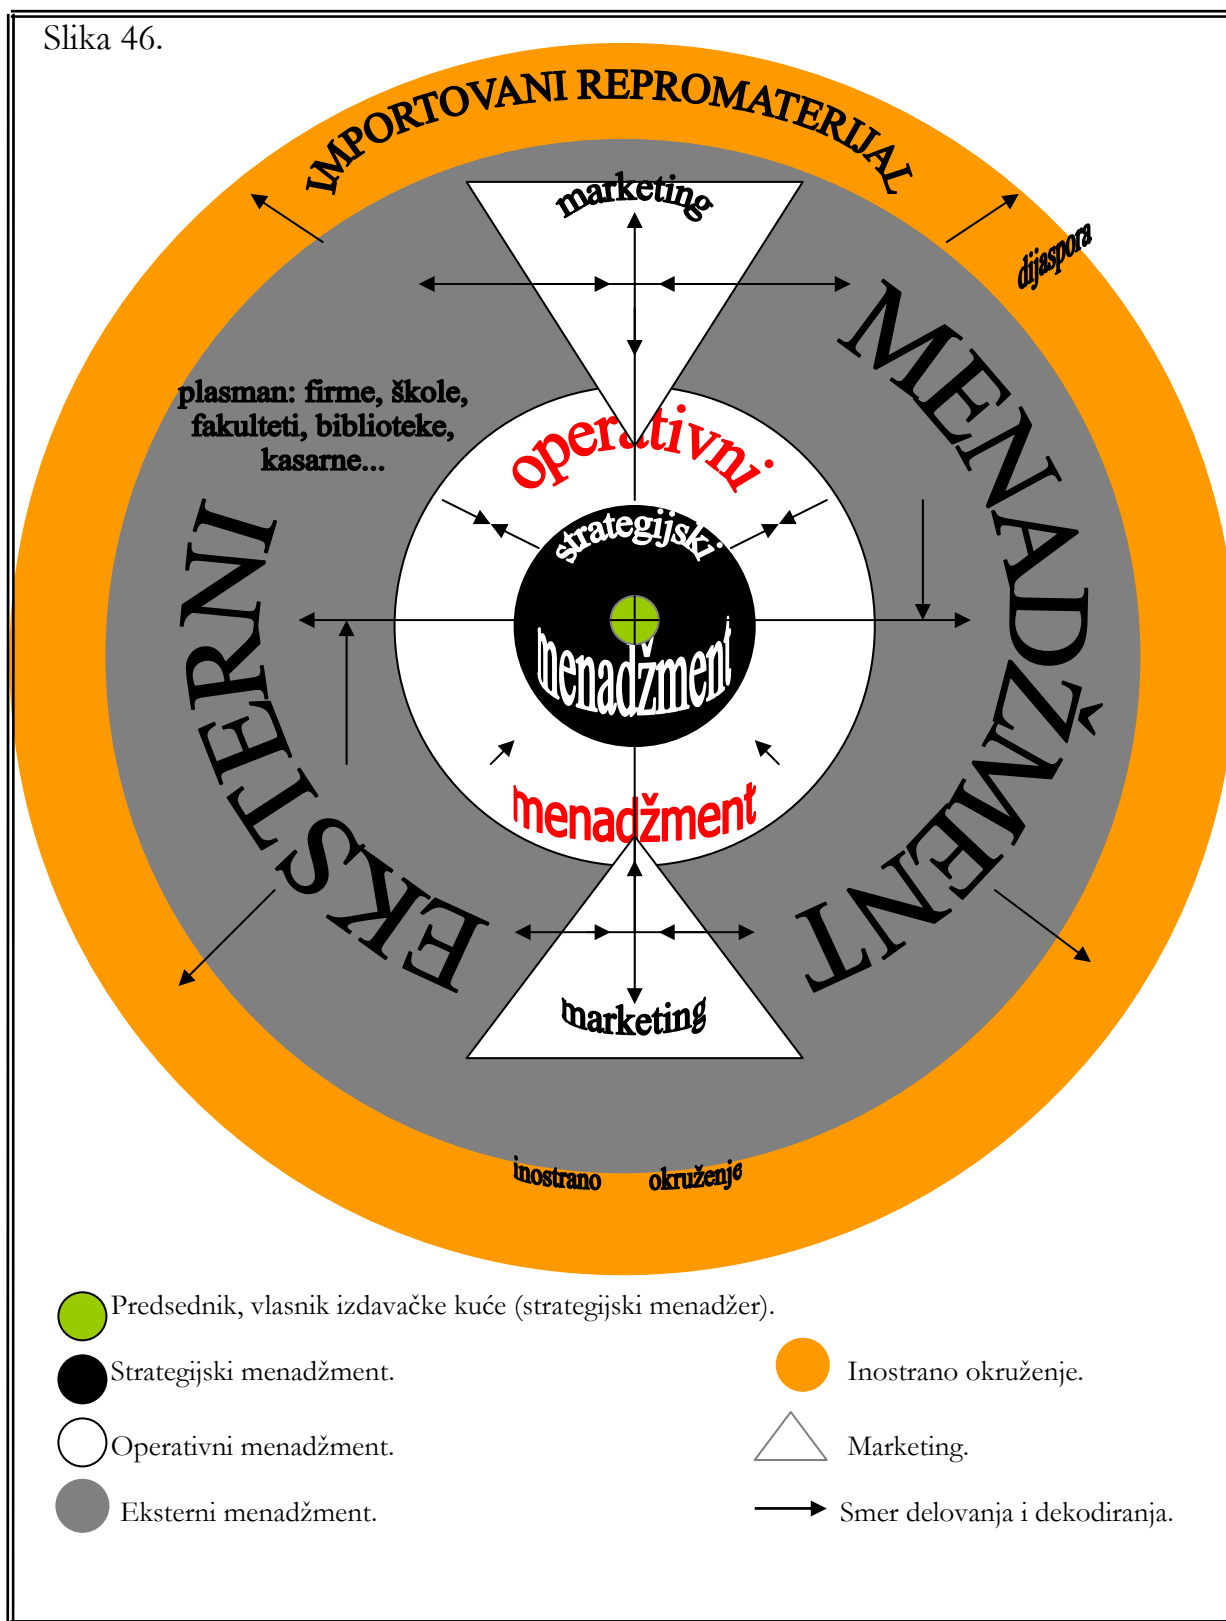 Slika 46.
IMPORTOVANI REPROMATERIJAL
marketing
dijaspora
plasman: firme, škole,
fakulteti, biblioteke,
kasarne...
EKSTERNI
MENADŽMENT
operativni
strategijski
menadžment
menadžment
marketing
inostrano okruženje
Predsednik, vlasnik izdavačke kuće (strategijski menadžer).
Strategijski menadžment.
Inostrano okruženje.
Operativni menadžment.
Marketing.
Eksterni menadžment.
Smer delovanja i dekodiranja.